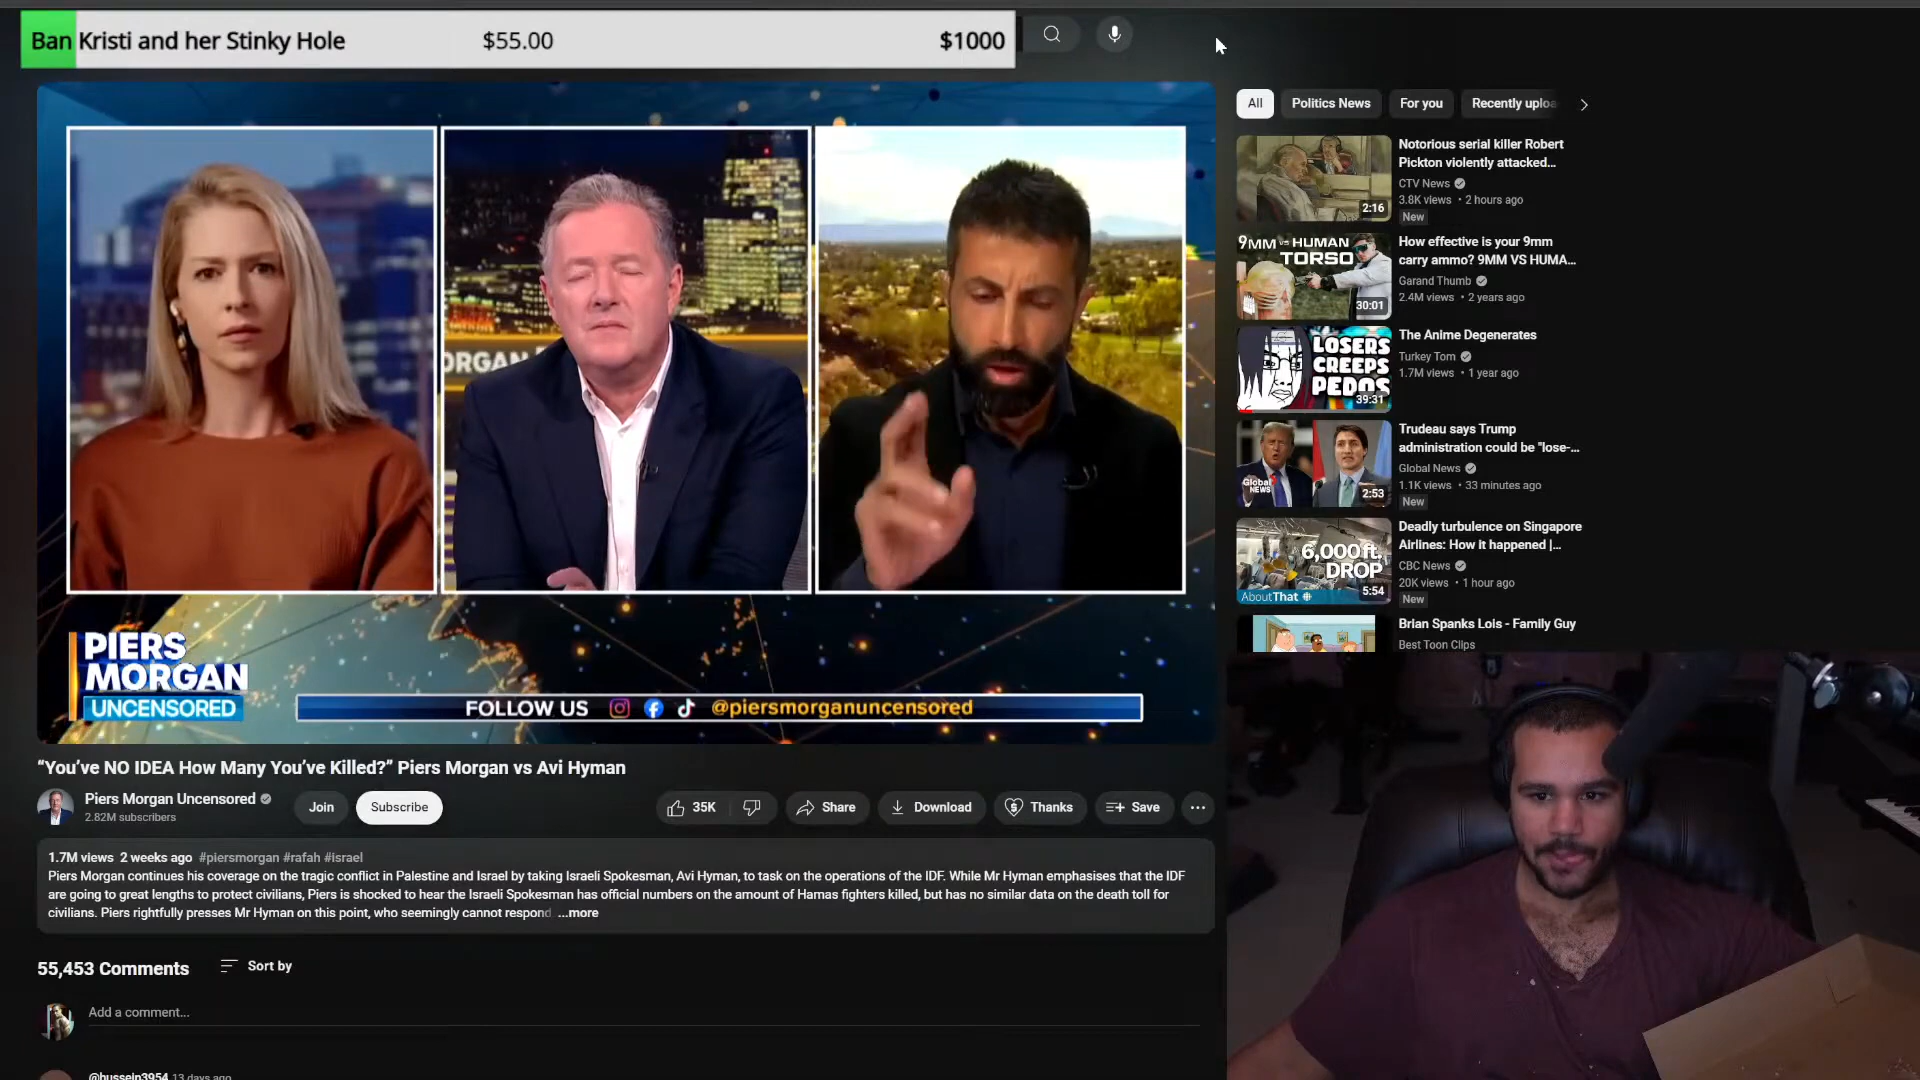 Ban Kristi and her Stinky Hole $55.00 $1000
All Politics News For you Recently uploa
PIERS
MORGAN
UNCENSORED
ORGAN
FOLLOW US @piersmorganuncensored
“You’ve NO IDEA How Many You’ve Killed?” Piers Morgan vs Avi Hyman
Piers Morgan Uncensored
2.82M subscribers
Join
Subscribe
35K
Share
Download
Thanks
Save
1.7M views 2 weeks ago #piersmorgan #rafah #israel
Piers Morgan continues his coverage on the tragic conflict in Palestine and Israel by taking Israeli Spokesman, Avi Hyman, to task on the operations of the IDF. While Mr Hyman emphasises that the IDF
are going to great lengths to protect civilians, Piers is shocked to hear the Israeli Spokesman has official numbers on the amount of Hamas fighters killed, but has no similar data on the death toll for
civilians. Piers rightfully presses Mr Hyman on this point, who seemingly cannot respond ...more
55,453 Comments
Sort by
Add a comment...
@hussein3954 13 days ago
2:16
Notorious serial killer Robert
Pickton violently attacked...
CTV News
3.8K views • 2 hours ago
New
9MM VS HUMAN
TORSO
30:01
How effective is your 9mm
carry ammo? 9MM VS HUMA...
Garand Thumb
2.4M views • 2 years ago
LOSERS
CREEPS
PEDOS
39:31
The Anime Degenerates
Turkey Tom
1.7M views • 1 year ago
Global
NEWS
2:53
Trudeau says Trump
administration could be "lose-...
Global News
1.1K views • 33 minutes ago
New
6,000 ft.
DROP
About That
5:54
Deadly turbulence on Singapore
Airlines: How it happened |...
CBC News
20K views • 1 hour ago
New
Brian Spanks Lois - Family Guy
Best Toon Clips